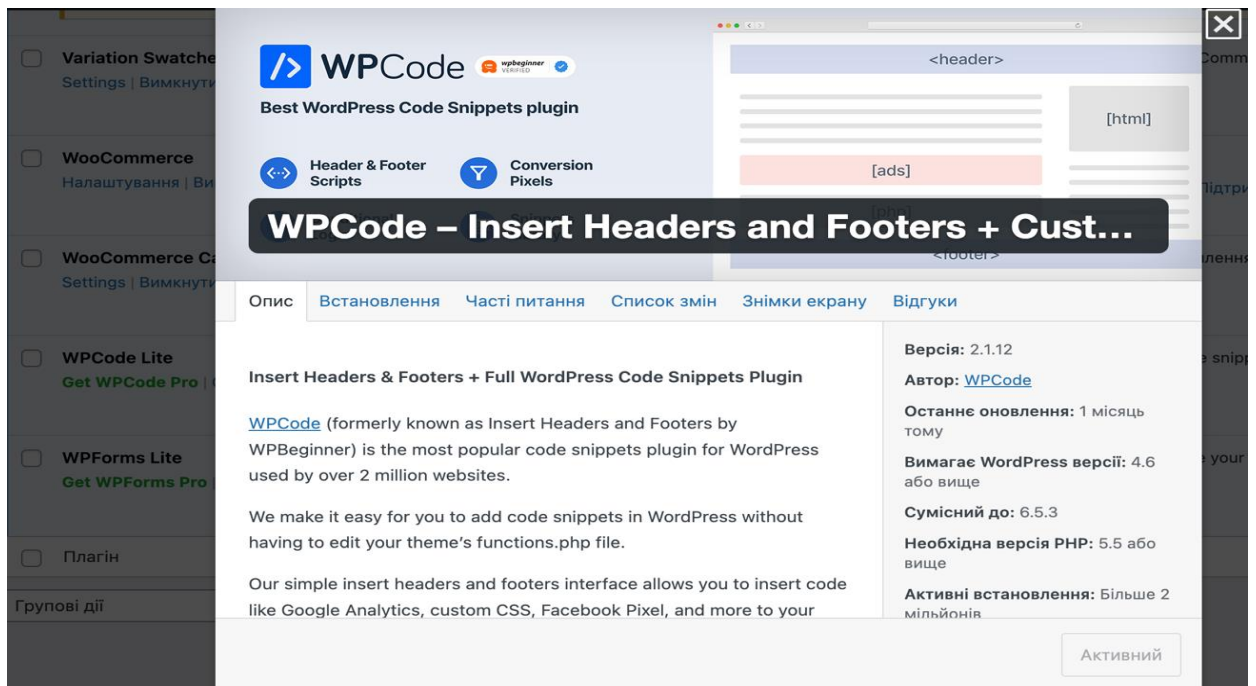 Variation Swatche
Settings | Вимкнути
WooCommerce
Налаштування | Ви
WooCommerce Ca
Settings | Вимкнути
WPCode Lite
Get WPCode Pro |
WPForms Lite
Get WPForms Pro
Плагін
Групові дії
WPCode wpbeginner VERIFIED
Best WordPress Code Snippets plugin
Header & Footer
Scripts
Conversion
Pixels
<header>
[html]
[ads]
[php]
<footer>
WPCode – Insert Headers and Footers + Cust...
Опис Встановлення Часті питання Список змін Знімки екрану Відгуки
Insert Headers & Footers + Full WordPress Code Snippets Plugin
WPCode (formerly known as Insert Headers and Footers by
WPBeginner) is the most popular code snippets plugin for WordPress
used by over 2 million websites.
We make it easy for you to add code snippets in WordPress without
having to edit your theme's functions.php file.
Our simple insert headers and footers interface allows you to insert code
like Google Analytics, custom CSS, Facebook Pixel, and more to your
Версія: 2.1.12
Автор: WPCode
Останнє оновлення: 1 місяць
тому
Вимагає WordPress версії: 4.6
або вище
Сумісний до: 6.5.3
Необхідна версія PHP: 5.5 або
вище
Активні встановлення: Більше 2
мільйонів
Активний
Comm
Підтри
лення
e snipp
e your